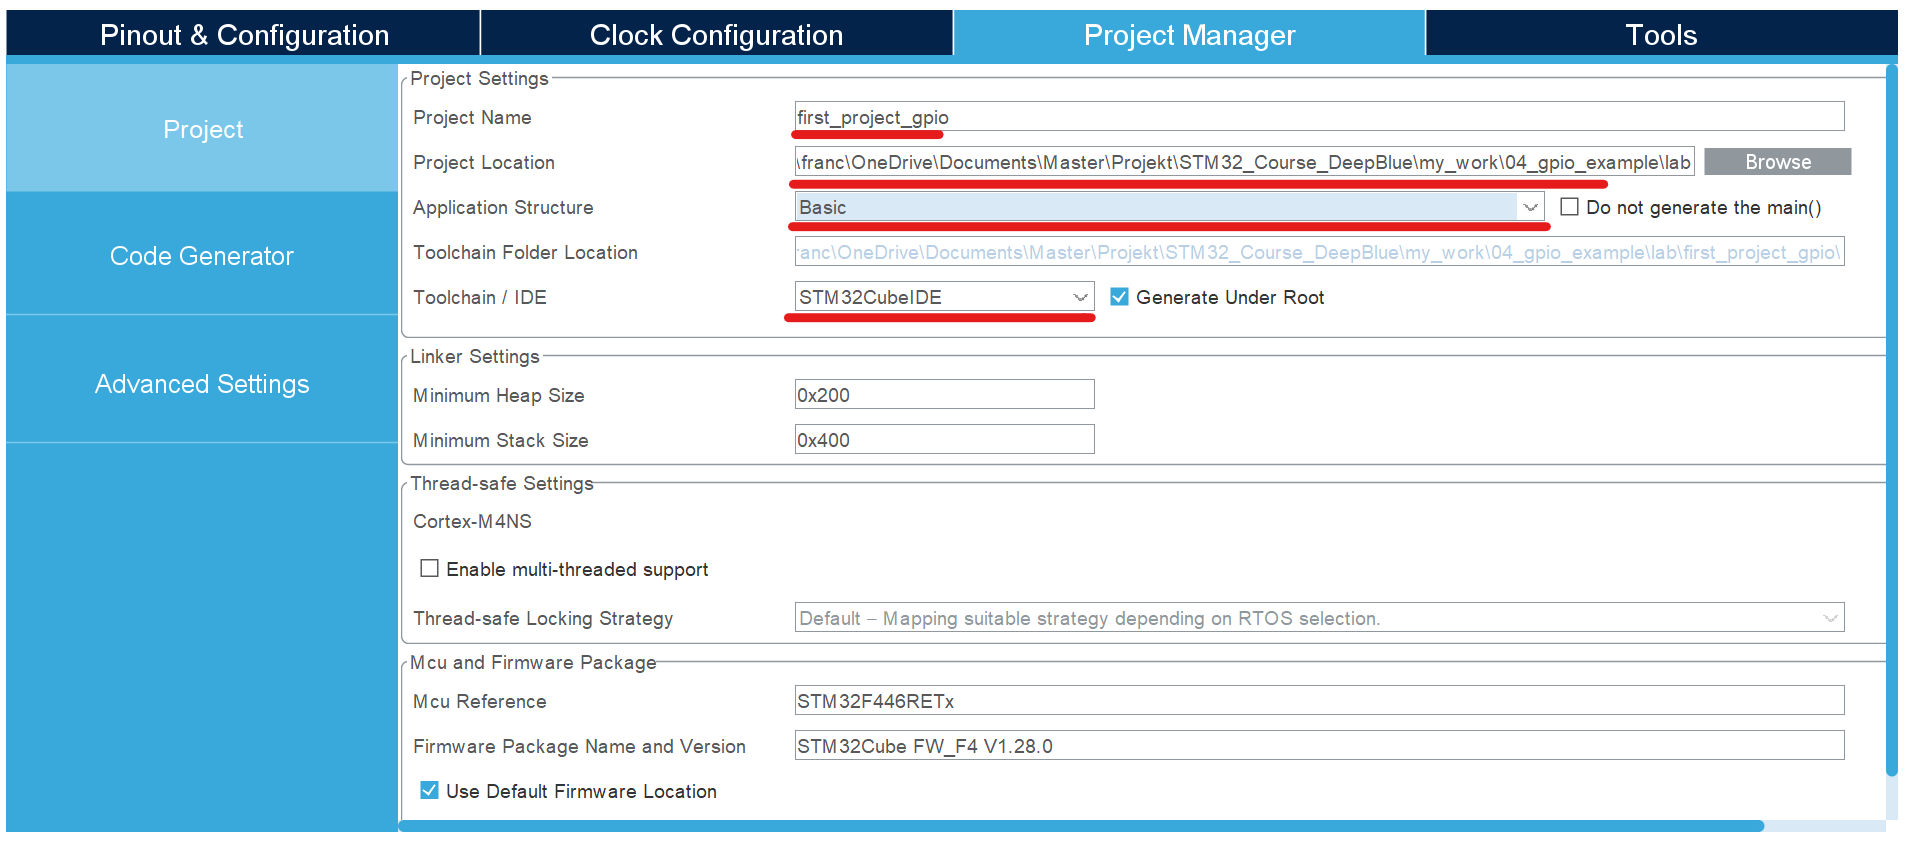 Pinout & Configuration Clock Configuration Project Manager Tools
Project
Code Generator
Advanced Settings
Project Settings
Project Name first_project_gpio
Project Location \franc\OneDrive\Documents\Master\Projekt\STM32_Course_DeepBlue\my_work\04_gpio_example\lab Browse
Application Structure Basic Do not generate the main()
Toolchain Folder Location ranc\OneDrive\Documents\Master\Projekt\STM32_Course_DeepBlue\my_work\04_gpio_example\lab\first_project_gpio\
Toolchain / IDE STM32CubeIDE Generate Under Root
Linker Settings
Minimum Heap Size 0x200
Minimum Stack Size 0x400
Thread-safe Settings
Cortex-M4NS
Enable multi-threaded support
Thread-safe Locking Strategy Default – Mapping suitable strategy depending on RTOS selection.
Mcu and Firmware Package
Mcu Reference STM32F446RETx
Firmware Package Name and Version STM32Cube FW_F4 V1.28.0
Use Default Firmware Location